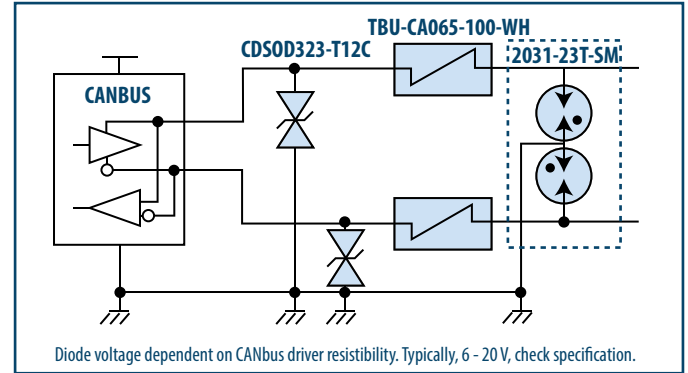 TBU-CA065-100-WH
CDSOD323-T12C
2031-23T-SM
CANBUS
Diode voltage dependent on CANbus driver resistibility. Typically, 6 - 20 V, check specification.